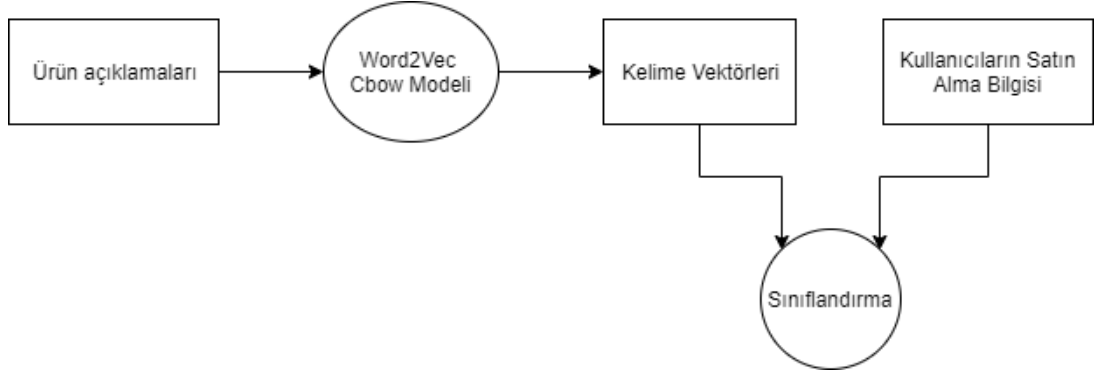 Ürün açıklamaları
Word2Vec
Cbow Modeli
Kelime Vektörleri
Kullanıcıların Satın
Alma Bilgisi
Sınıflandırma